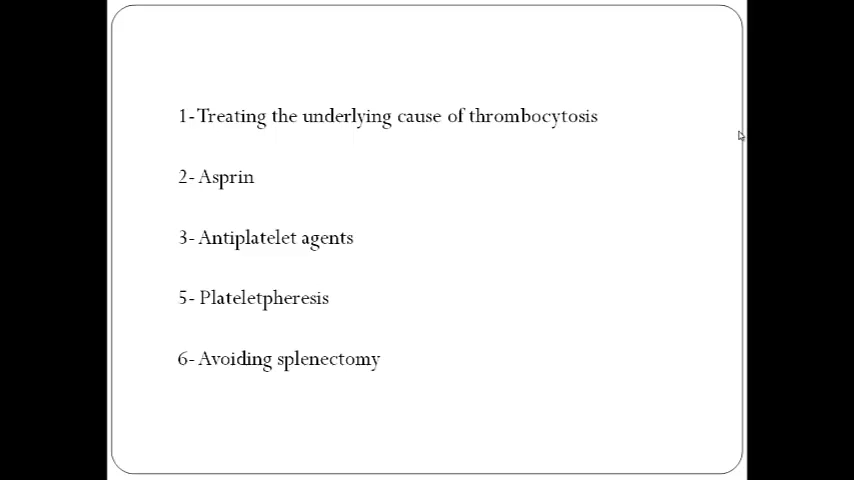 1- Treating the underlying cause of thrombocytosis
2- Asprin
3- Antiplatelet agents
5- Plateletpheresis
6- Avoiding splenectomy